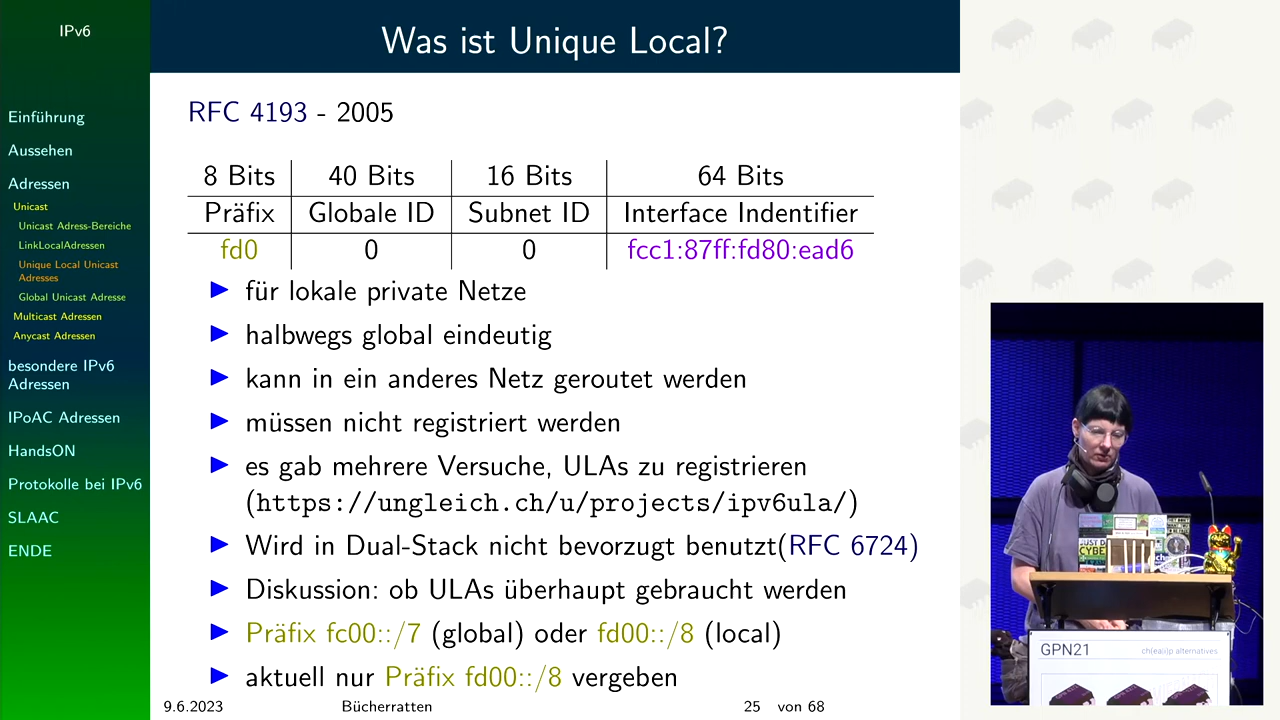 IPv6
Einführung
Aussehen
Adressen
Unicast
Unicast Adress-Bereiche
LinkLocalAdressen
Unique Local Unicast
Adresses
Global Unicast Adresse
Multicast Adressen
Anycast Adressen
besondere IPv6
Adressen
IPoAC Adressen
HandsON
Protokolle bei IPv6
SLAAC
ENDE
Was ist Unique Local?
RFC 4193 - 2005
8 Bits 40 Bits 16 Bits 64 Bits
Präfix Globale ID Subnet ID Interface Indentifier
fd0 0 0 fcc1:87ff:fd80:ead6
für lokale private Netze
halbwegs global eindeutig
kann in ein anderes Netz geroutet werden
müssen nicht registriert werden
es gab mehrere Versuche, ULAs zu registrieren
(https://ungleich.ch/u/projects/ipv6ula/)
Wird in Dual-Stack nicht bevorzugt benutzt(RFC 6724)
Diskussion: ob ULAs überhaupt gebraucht werden
Präfix fc00::/7 (global) oder fd00::/8 (local)
aktuell nur Präfix fd00::/8 vergeben
9.6.2023 Bücherratten 25 von 68
JUST D
CYBE
GPN21
ch(eai)p alternatives